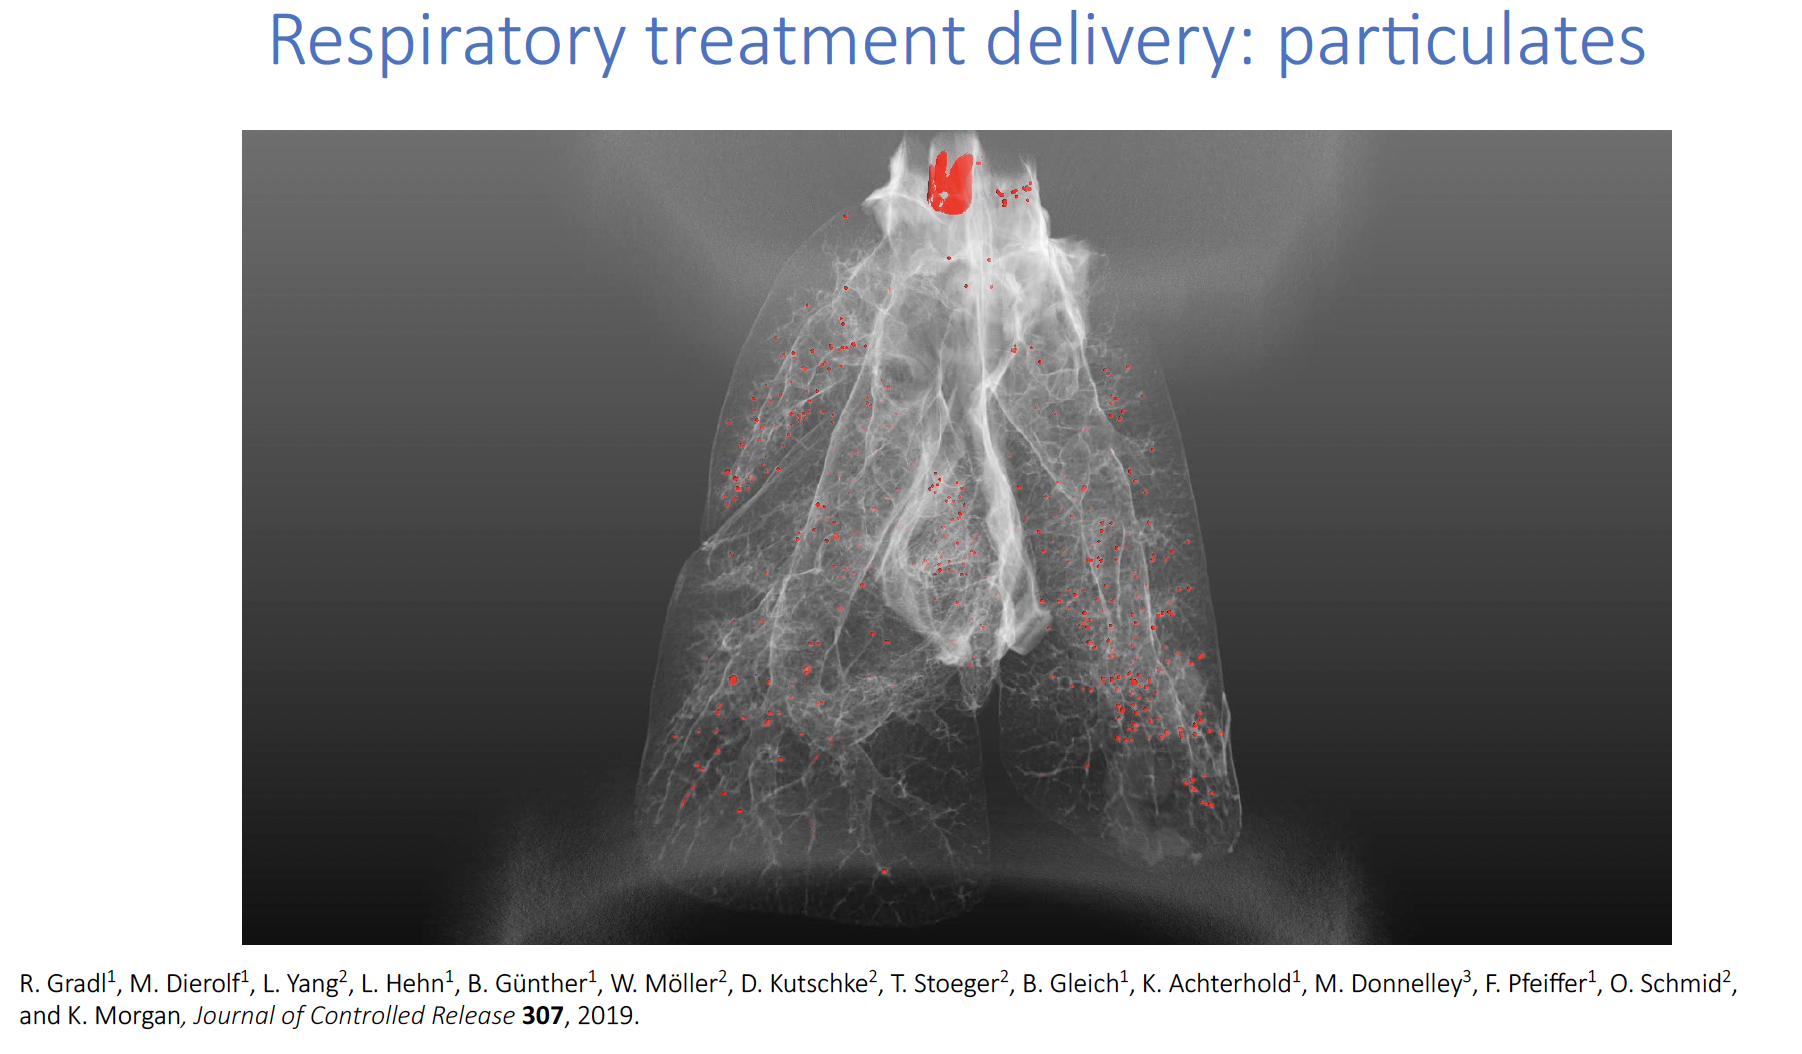 Respiratory treatment delivery: particulates
R. Gradl¹, M. Dierolf¹, L. Yang², L. Hehn¹, B. Günther¹, W. Möller², D. Kutschke², T. Stoeger², B. Gleich¹, K. Achterhold¹, M. Donnelley³, F. Pfeiffer¹, O. Schmid²,
and K. Morgan, Journal of Controlled Release 307, 2019.